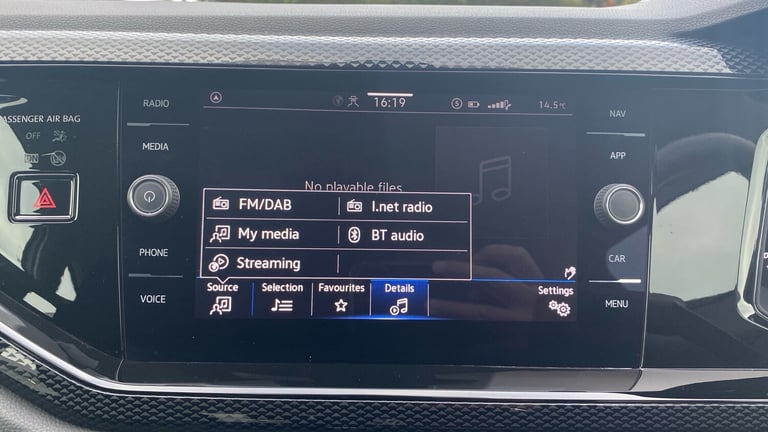 RADIO
MEDIA
PHONE
VOICE
PASSENGER AIR BAG
OFF
ON
16:19
S
14.5°C
No playable files
FM/DAB
I.net radio
My media
BT audio
Streaming
Source
Selection
Favourites
Details
Settings
NAV
APP
CAR
MENU